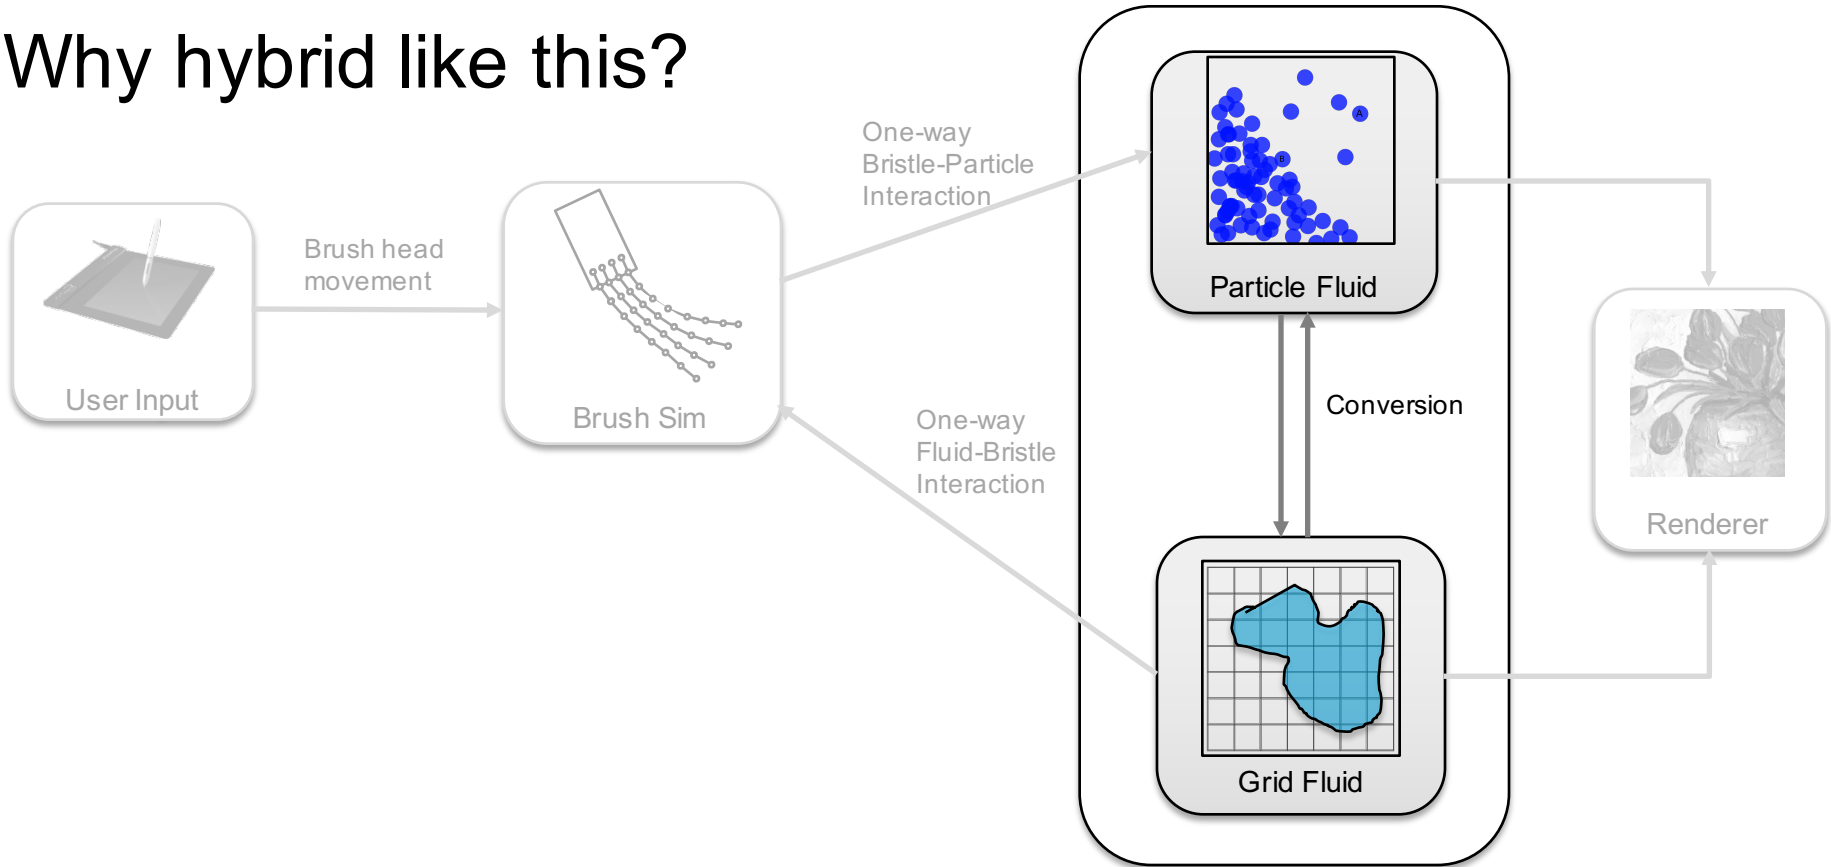 Why hybrid like this?
One-way
Bristle-Particle
Interaction
A
B
Particle Fluid
Brush head
movement
User Input
Brush Sim
One-way
Fluid-Bristle
Interaction
Conversion
Renderer
Grid Fluid